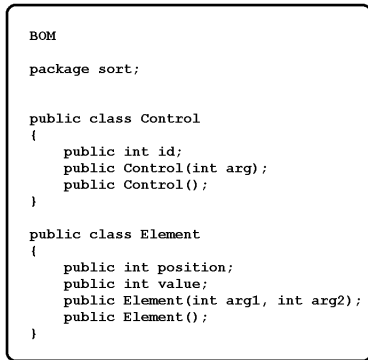 BOM
package sort;
public class Control
{
public int id;
public Control(int arg);
public Control();
}
public class Element
{
public int position;
public int value;
public Element(int arg1, int arg2);
public Element();
}